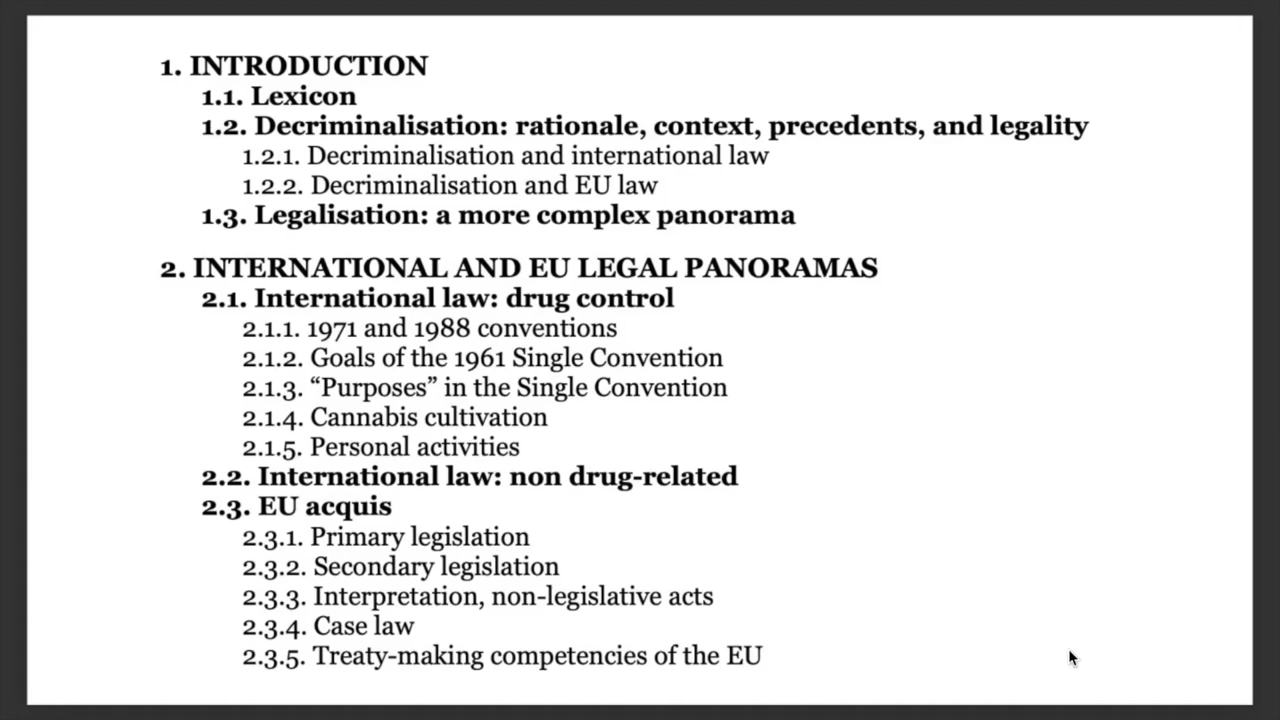 1. INTRODUCTION
1.1. Lexicon
1.2. Decriminalisation: rationale, context, precedents, and legality
1.2.1. Decriminalisation and international law
1.2.2. Decriminalisation and EU law
1.3. Legalisation: a more complex panorama
2. INTERNATIONAL AND EU LEGAL PANORAMAS
2.1. International law: drug control
2.1.1. 1971 and 1988 conventions
2.1.2. Goals of the 1961 Single Convention
2.1.3. “Purposes” in the Single Convention
2.1.4. Cannabis cultivation
2.1.5. Personal activities
2.2. International law: non drug-related
2.3. EU acquis
2.3.1. Primary legislation
2.3.2. Secondary legislation
2.3.3. Interpretation, non-legislative acts
2.3.4. Case law
2.3.5. Treaty-making competencies of the EU